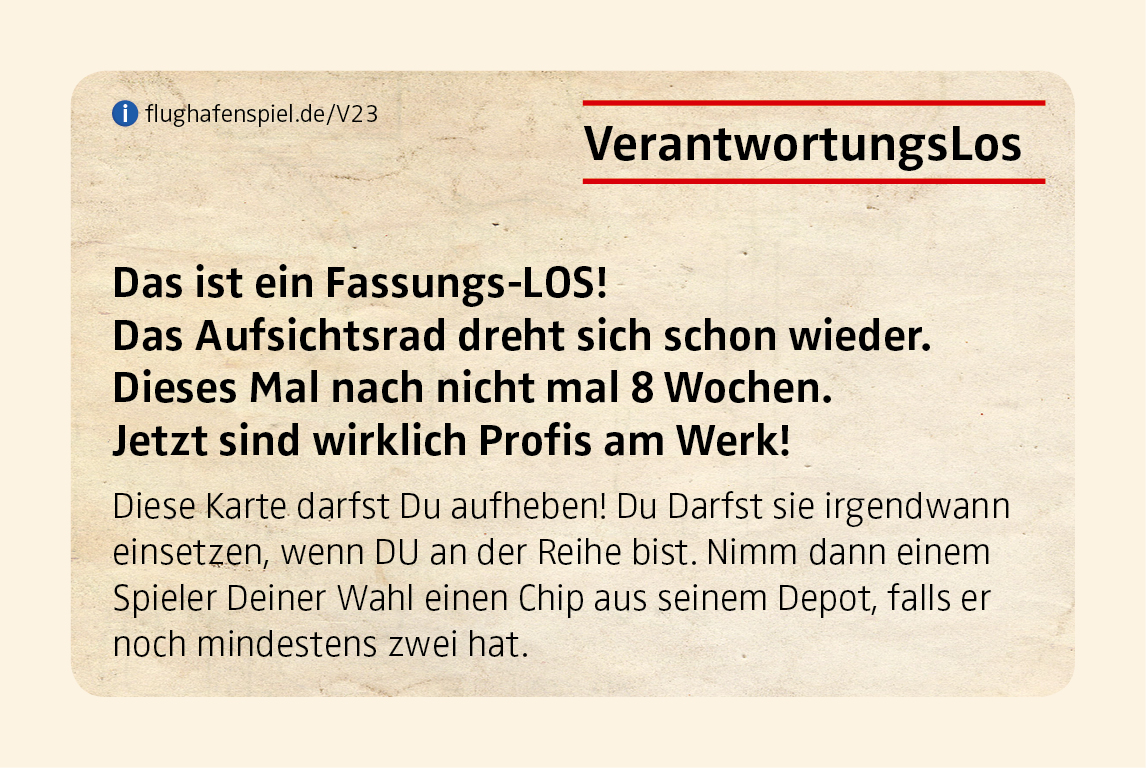 i flughafenspiel.de/V23
VerantwortungsLos
Das ist ein Fassungs-LOS!
Das Aufsichtsrad dreht sich schon wieder.
Dieses Mal nach nicht mal 8 Wochen.
Jetzt sind wirklich Profis am Werk!
Diese Karte darfst Du aufheben! Du Darfst sie irgendwann
einsetzen, wenn DU an der Reihe bist. Nimm dann einem
Spieler Deiner Wahl einen Chip aus seinem Depot, falls er
noch mindestens zwei hat.